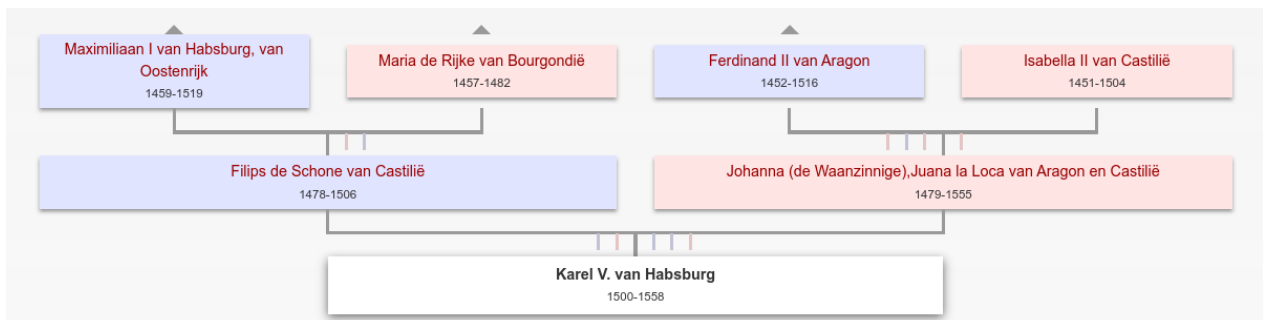 Maximiliaan I van Habsburg, van
Oostenrijk
1459-1519
Maria de Rijke van Bourgondië
1457-1482
Ferdinand II van Aragon
1452-1516
Isabella II van Castilië
1451-1504
Filips de Schone van Castilië
1478-1506
Johanna (de Waanzinnige),Juana la Loca van Aragon en Castilië
1479-1555
Karel V. van Habsburg
1500-1558